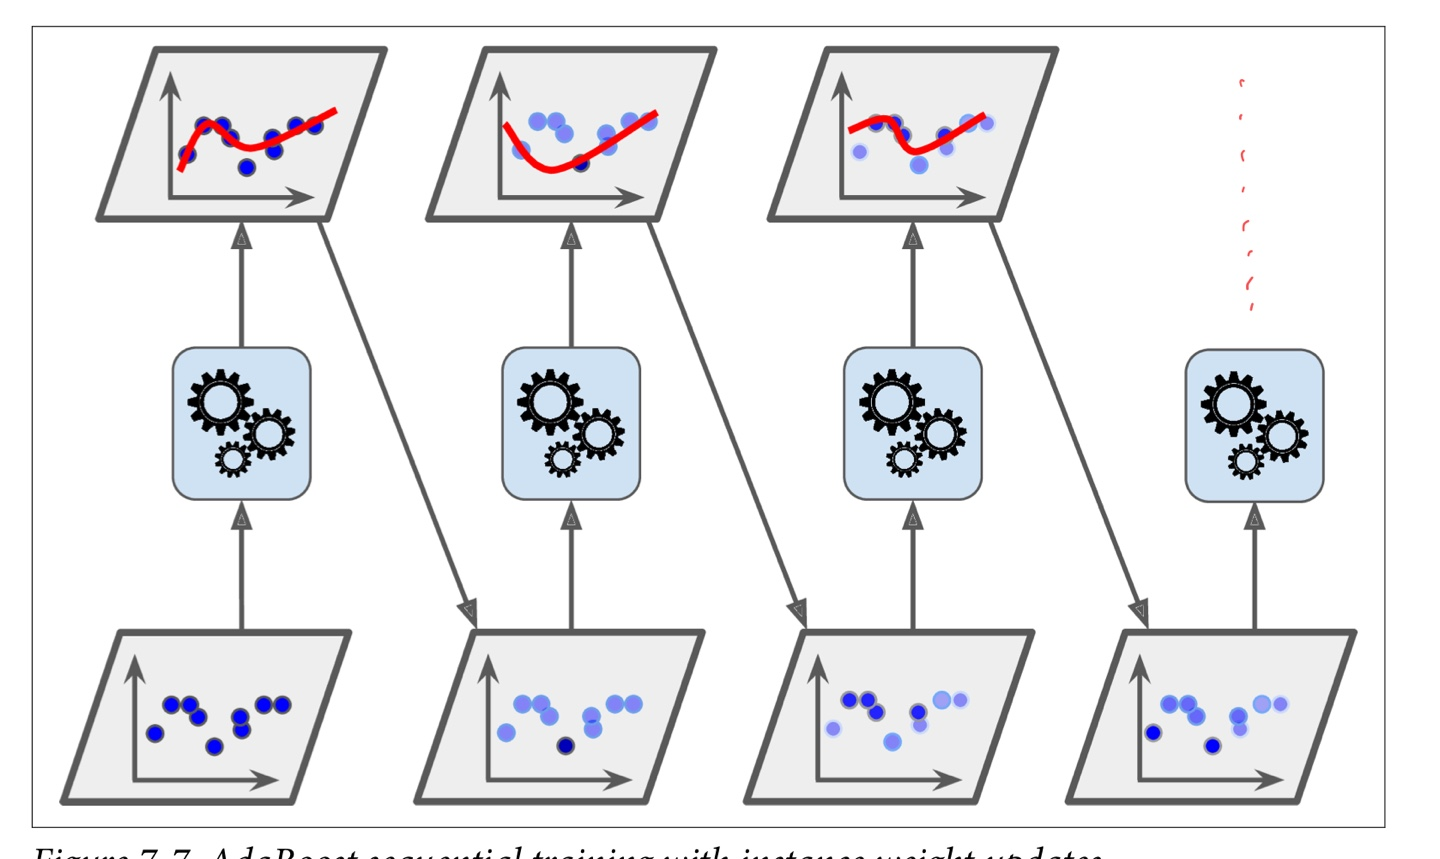 Figure 7-7. AdaBoost sequential training with instance weight updates